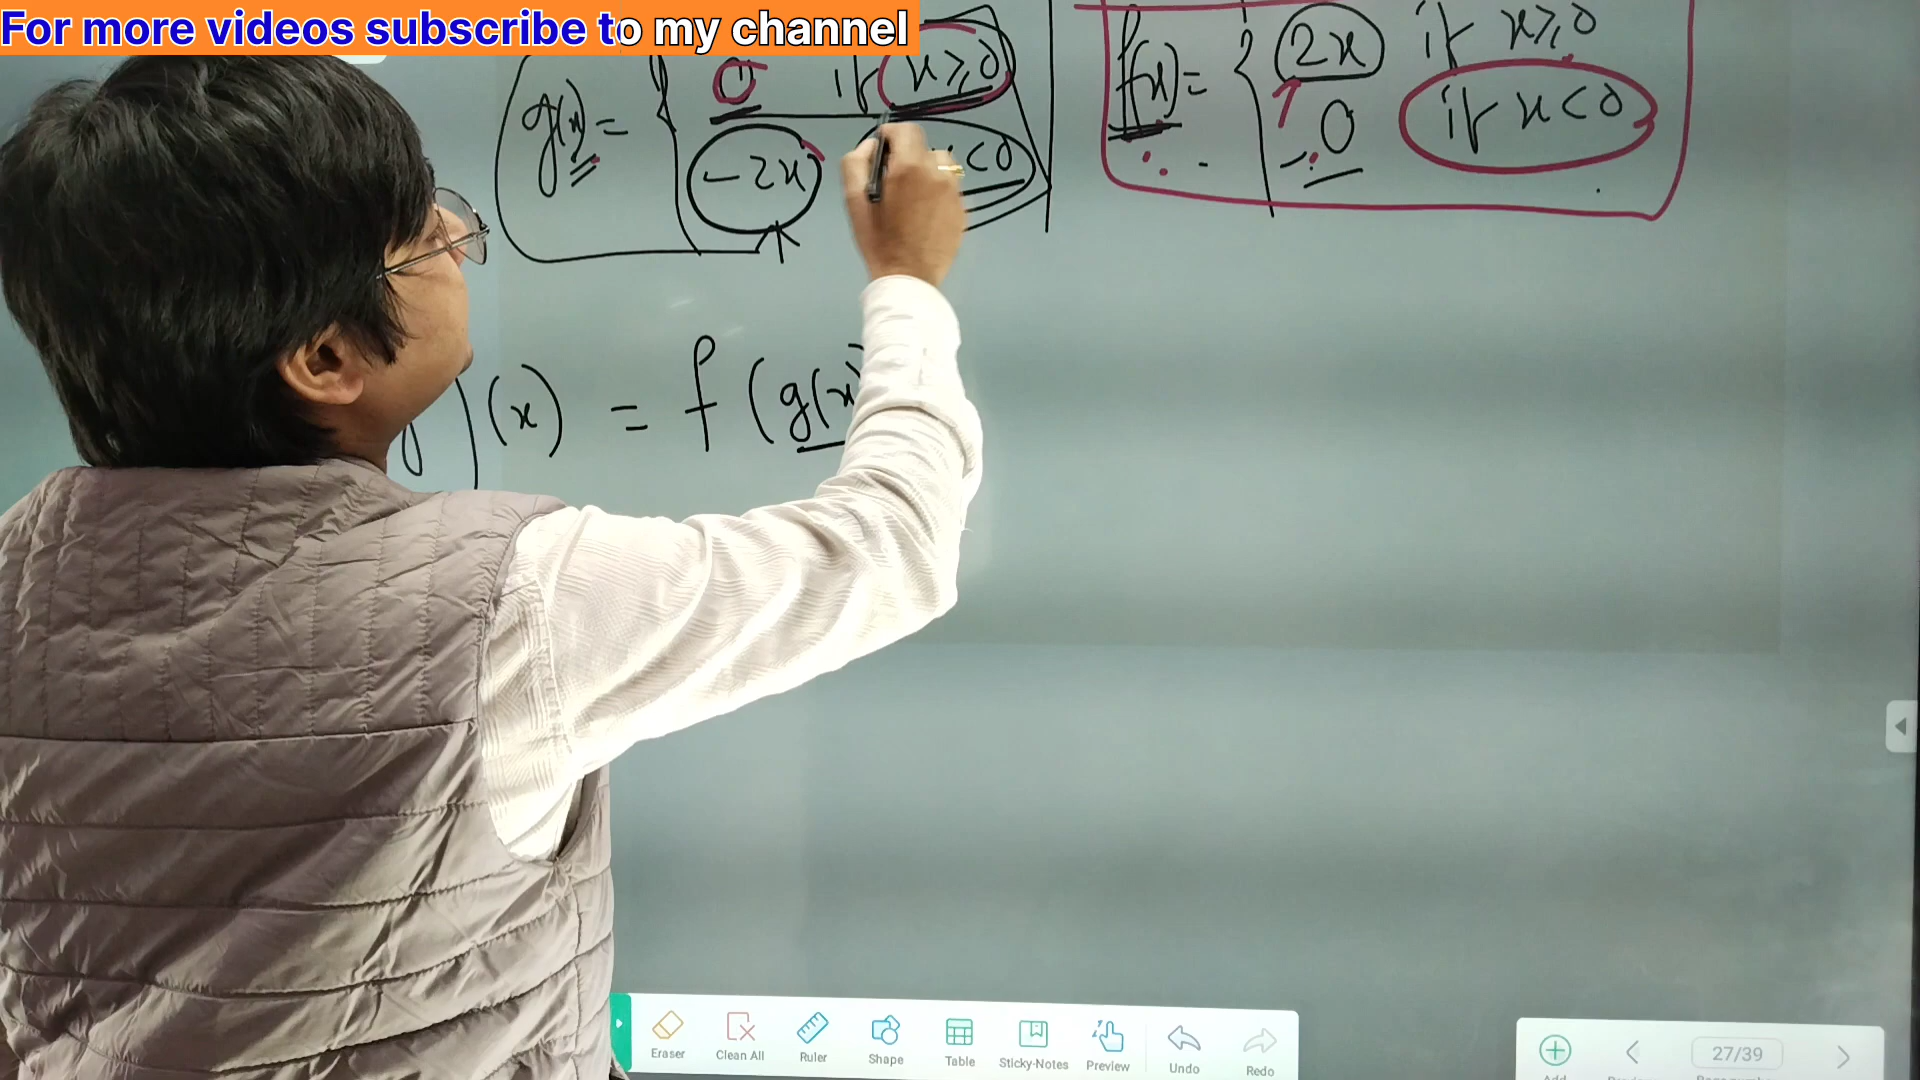 For more videos subscribe to my channel
g(x) = { 0 if x≥0
-2x x<0
f(x) = { 2x if x≥0
0 if x<0
(x) = f(g(x)
Eraser Clean All Ruler Shape Table Sticky-Notes Preview Undo Redo
27/39